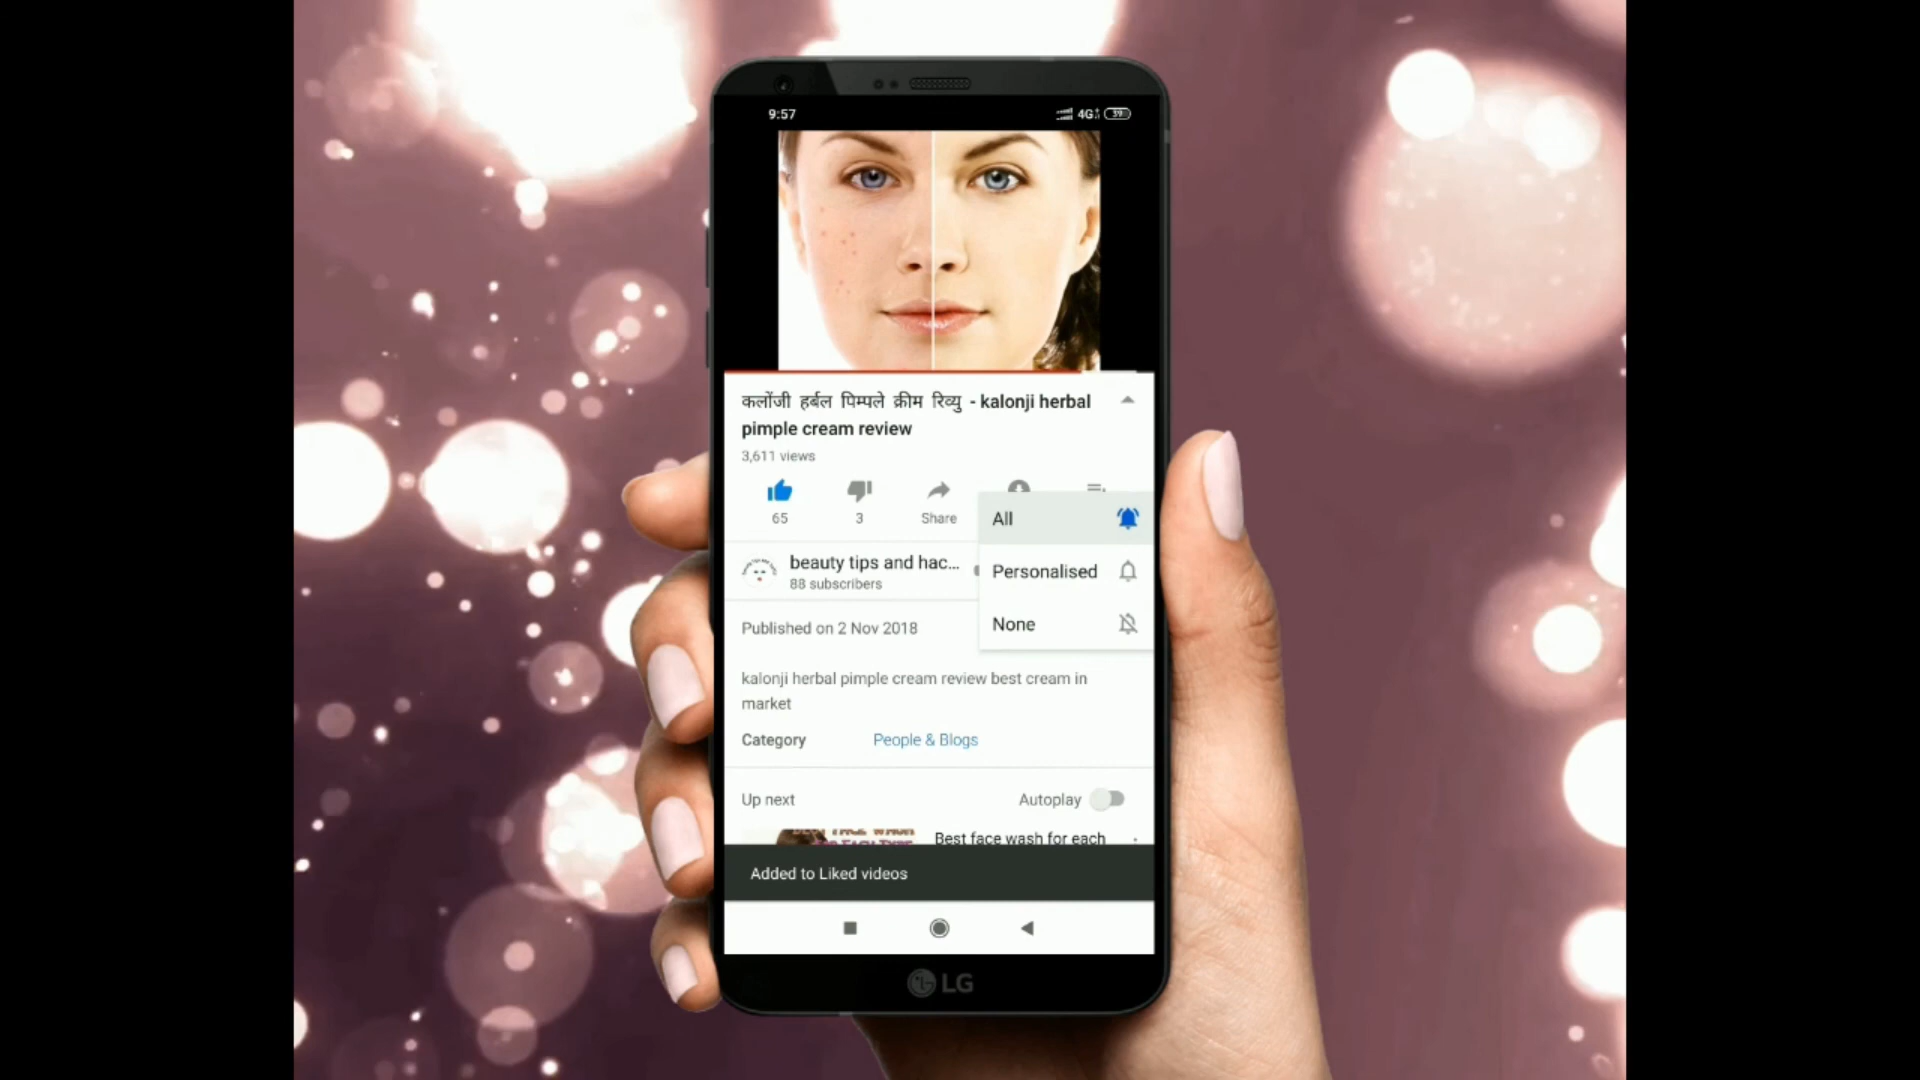 9:57
4G
39
कलोंजी हर्बल पिम्पले क्रीम रिव्यु - kalonji herbal
pimple cream review
3,611 views
65
3
Share
All
beauty tips and hac...
88 subscribers
Personalised
None
Published on 2 Nov 2018
kalonji herbal pimple cream review best cream in
market
Category People & Blogs
Up next Autoplay
Best face wash for each
Added to Liked videos
LG